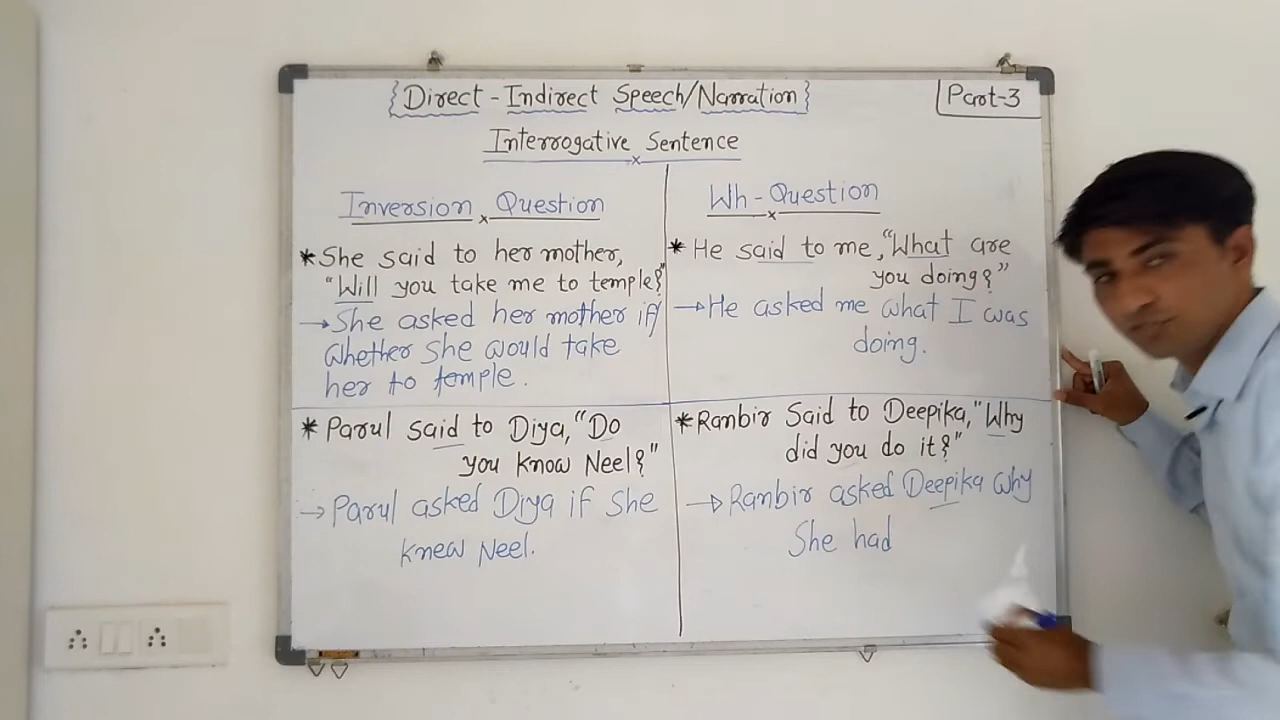 {Direct - Indirect Speech/Narration}
Part-3
Interrogative Sentence
Inversion Question
* She said to her mother,
"Will you take me to temple?"
→ She asked her mother if/
whether she would take
her to temple.
* Parul said to Diya, "Do
you know Neel?"
→ Parul asked Diya if she
knew Neel.
Wh - Question
* He said to me, "What are
you doing?"
→ He asked me what I was
doing.
* Ranbir Said to Deepika, "Why
did you do it?"
→ Ranbir asked Deepika why
She had